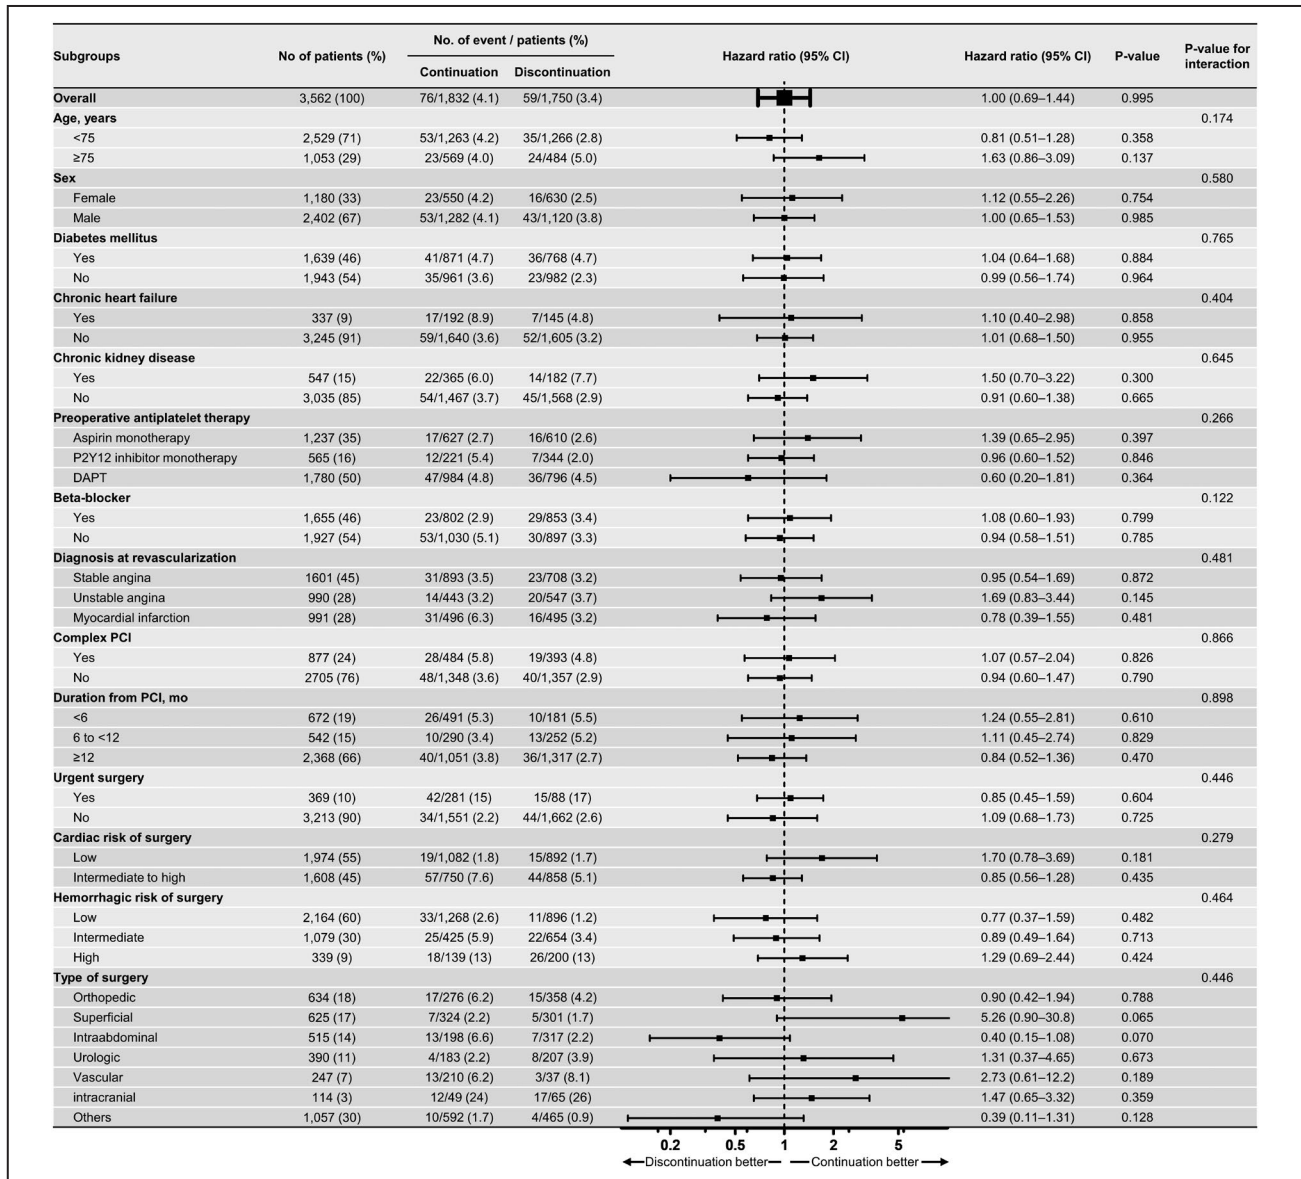 Subgroups No of patients (%) No. of event / patients (%) Hazard ratio (95% CI) Hazard ratio (95% CI) P-value P-value for interaction
Continuation Discontinuation
Overall 3,562 (100) 76/1,832 (4.1) 59/1,750 (3.4) 1.00 (0.69–1.44) 0.995
Age, years 0.174
<75 2,529 (71) 53/1,263 (4.2) 35/1,266 (2.8) 0.81 (0.51–1.28) 0.358
≥75 1,053 (29) 23/569 (4.0) 24/484 (5.0) 1.63 (0.86–3.09) 0.137
Sex 0.580
Female 1,180 (33) 23/550 (4.2) 16/630 (2.5) 1.12 (0.55–2.26) 0.754
Male 2,402 (67) 53/1,282 (4.1) 43/1,120 (3.8) 1.00 (0.65–1.53) 0.985
Diabetes mellitus 0.765
Yes 1,639 (46) 41/871 (4.7) 36/768 (4.7) 1.04 (0.64–1.68) 0.884
No 1,943 (54) 35/961 (3.6) 23/982 (2.3) 0.99 (0.56–1.74) 0.964
Chronic heart failure 0.404
Yes 337 (9) 17/192 (8.9) 7/145 (4.8) 1.10 (0.40–2.98) 0.858
No 3,245 (91) 59/1,640 (3.6) 52/1,605 (3.2) 1.01 (0.68–1.50) 0.955
Chronic kidney disease 0.645
Yes 547 (15) 22/365 (6.0) 14/182 (7.7) 1.50 (0.70–3.22) 0.300
No 3,035 (85) 54/1,467 (3.7) 45/1,568 (2.9) 0.91 (0.60–1.38) 0.665
Preoperative antiplatelet therapy 0.266
Aspirin monotherapy 1,237 (35) 17/627 (2.7) 16/610 (2.6) 1.39 (0.65–2.95) 0.397
P2Y12 inhibitor monotherapy 565 (16) 12/221 (5.4) 7/344 (2.0) 0.96 (0.60–1.52) 0.846
DAPT 1,780 (50) 47/984 (4.8) 36/796 (4.5) 0.60 (0.20–1.81) 0.364
Beta-blocker 0.122
Yes 1,655 (46) 23/802 (2.9) 29/853 (3.4) 1.08 (0.60–1.93) 0.799
No 1,927 (54) 53/1,030 (5.1) 30/897 (3.3) 0.94 (0.58–1.51) 0.785
Diagnosis at revascularization 0.481
Stable angina 1601 (45) 31/893 (3.5) 23/708 (3.2) 0.95 (0.54–1.69) 0.872
Unstable angina 990 (28) 14/443 (3.2) 20/547 (3.7) 1.69 (0.83–3.44) 0.145
Myocardial infarction 991 (28) 31/496 (6.3) 16/495 (3.2) 0.78 (0.39–1.55) 0.481
Complex PCI 0.866
Yes 877 (24) 28/484 (5.8) 19/393 (4.8) 1.07 (0.57–2.04) 0.826
No 2705 (76) 48/1,348 (3.6) 40/1,357 (2.9) 0.94 (0.60–1.47) 0.790
Duration from PCI, mo 0.898
<6 672 (19) 26/491 (5.3) 10/181 (5.5) 1.24 (0.55–2.81) 0.610
6 to <12 542 (15) 10/290 (3.4) 13/252 (5.2) 1.11 (0.45–2.74) 0.829
≥12 2,368 (66) 40/1,051 (3.8) 36/1,317 (2.7) 0.84 (0.52–1.36) 0.470
Urgent surgery 0.446
Yes 369 (10) 42/281 (15) 15/88 (17) 0.85 (0.45–1.59) 0.604
No 3,213 (90) 34/1,551 (2.2) 44/1,662 (2.6) 1.09 (0.68–1.73) 0.725
Cardiac risk of surgery 0.279
Low 1,974 (55) 19/1,082 (1.8) 15/892 (1.7) 1.70 (0.78–3.69) 0.181
Intermediate to high 1,608 (45) 57/750 (7.6) 44/858 (5.1) 0.85 (0.56–1.28) 0.435
Hemorrhagic risk of surgery 0.464
Low 2,164 (60) 33/1,268 (2.6) 11/896 (1.2) 0.77 (0.37–1.59) 0.482
Intermediate 1,079 (30) 25/425 (5.9) 22/654 (3.4) 0.89 (0.49–1.64) 0.713
High 339 (9) 18/139 (13) 26/200 (13) 1.29 (0.69–2.44) 0.424
Type of surgery 0.446
Orthopedic 634 (18) 17/276 (6.2) 15/358 (4.2) 0.90 (0.42–1.94) 0.788
Superficial 625 (17) 7/324 (2.2) 5/301 (1.7) 5.26 (0.90–30.8) 0.065
Intraabdominal 515 (14) 13/198 (6.6) 7/317 (2.2) 0.40 (0.15–1.08) 0.070
Urologic 390 (11) 4/183 (2.2) 8/207 (3.9) 1.31 (0.37–4.65) 0.673
Vascular 247 (7) 13/210 (6.2) 3/37 (8.1) 2.73 (0.61–12.2) 0.189
intracranial 114 (3) 12/49 (24) 17/65 (26) 1.47 (0.65–3.32) 0.359
Others 1,057 (30) 10/592 (1.7) 4/465 (0.9) 0.39 (0.11–1.31) 0.128
0.2 0.5 1 2 5
Discontinuation better Continuation better